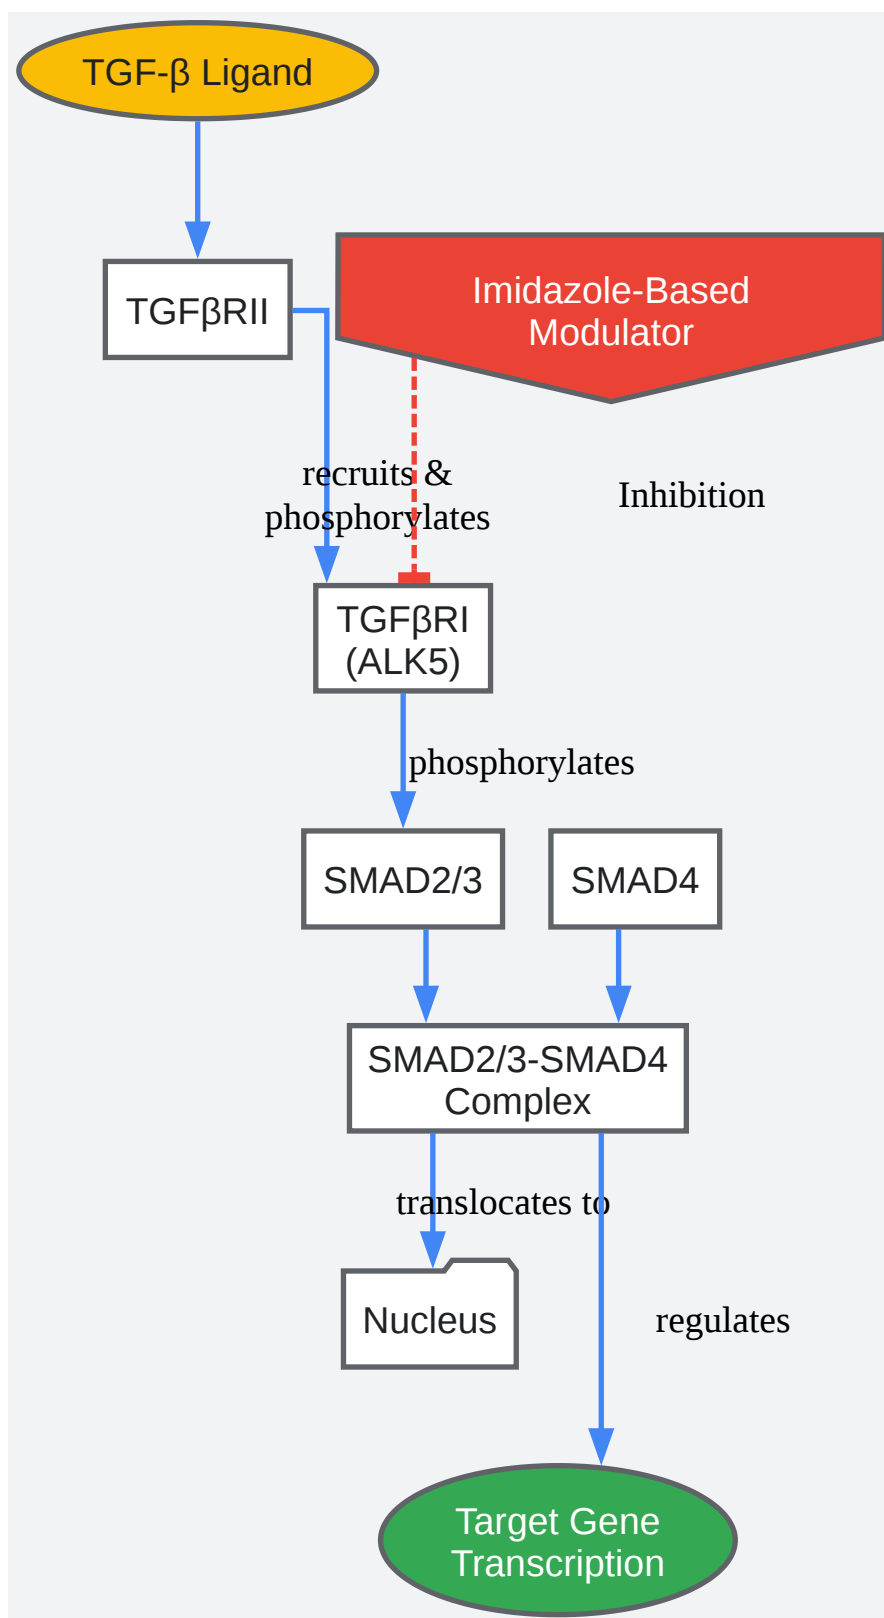 TGF-β Ligand
TGFβRII
Imidazole-Based
Modulator
recruits &
phosphorylates
Inhibition
TGFβRI
(ALK5)
phosphorylates
SMAD2/3
SMAD4
SMAD2/3-SMAD4
Complex
translocates to
Nucleus
regulates
Target Gene
Transcription